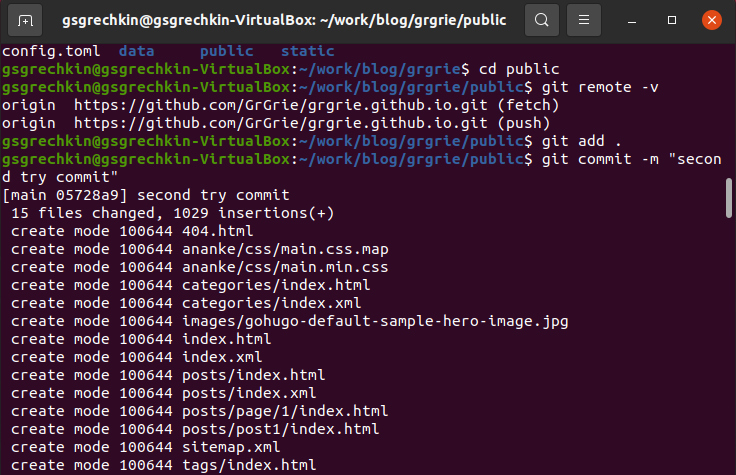 gsgrechkin@gsgrechkin-VirtualBox: ~/work/blog/grgrie/public
config.toml  data     public   static
gsgrechkin@gsgrechkin-VirtualBox:~/work/blog/grgrie$ cd public
gsgrechkin@gsgrechkin-VirtualBox:~/work/blog/grgrie/public$ git remote -v
origin  https://github.com/GrGrie/grgrie.github.io.git (fetch)
origin  https://github.com/GrGrie/grgrie.github.io.git (push)
gsgrechkin@gsgrechkin-VirtualBox:~/work/blog/grgrie/public$ git add .
gsgrechkin@gsgrechkin-VirtualBox:~/work/blog/grgrie/public$ git commit -m "secon
d try commit"
[main 05728a9] second try commit
 15 files changed, 1029 insertions(+)
 create mode 100644 404.html
 create mode 100644 ananke/css/main.css.map
 create mode 100644 ananke/css/main.min.css
 create mode 100644 categories/index.html
 create mode 100644 categories/index.xml
 create mode 100644 images/gohugo-default-sample-hero-image.jpg
 create mode 100644 index.html
 create mode 100644 index.xml
 create mode 100644 posts/index.html
 create mode 100644 posts/index.xml
 create mode 100644 posts/page/1/index.html
 create mode 100644 posts/post1/index.html
 create mode 100644 sitemap.xml
 create mode 100644 tags/index.html